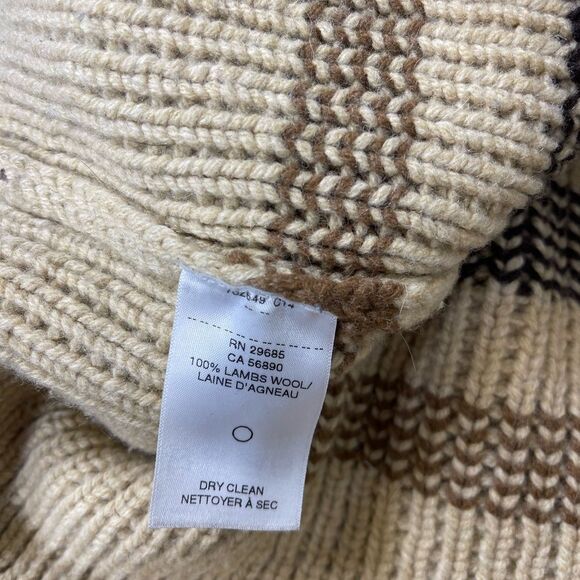 RN 29685
CA 56890
100% LAMBS WOOL/
LAINE D'AGNEAU
DRY CLEAN
NETTOYER À SEC